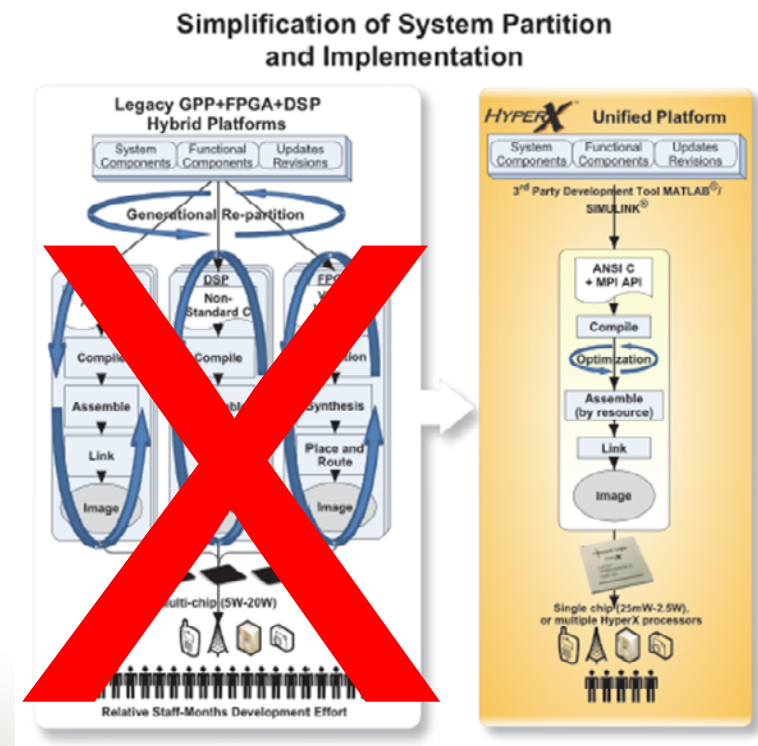 Simplification of System Partition
and Implementation
Legacy GPP+FPGA+DSP
Hybrid Platforms
System
Components
Functional
Components
Updates
Revisions
Generational Re-partition
DSP
Non-
Standard C
Compile
Compile
Assemble
Synthesis
Link
Place and
Route
Image
Image
(5W-20W)
Relative Staff-Months Development Effort
HYPERX™ Unified Platform
System
Components
Functional
Components
Updates
Revisions
3rd Party Development Tool MATLAB®/
SIMULINK®
ANSI C
+ MPI API
Compile
Optimization
Assemble
(by resource)
Link
Image
Single chip (25mW-2.5W),
or multiple HyperX processors